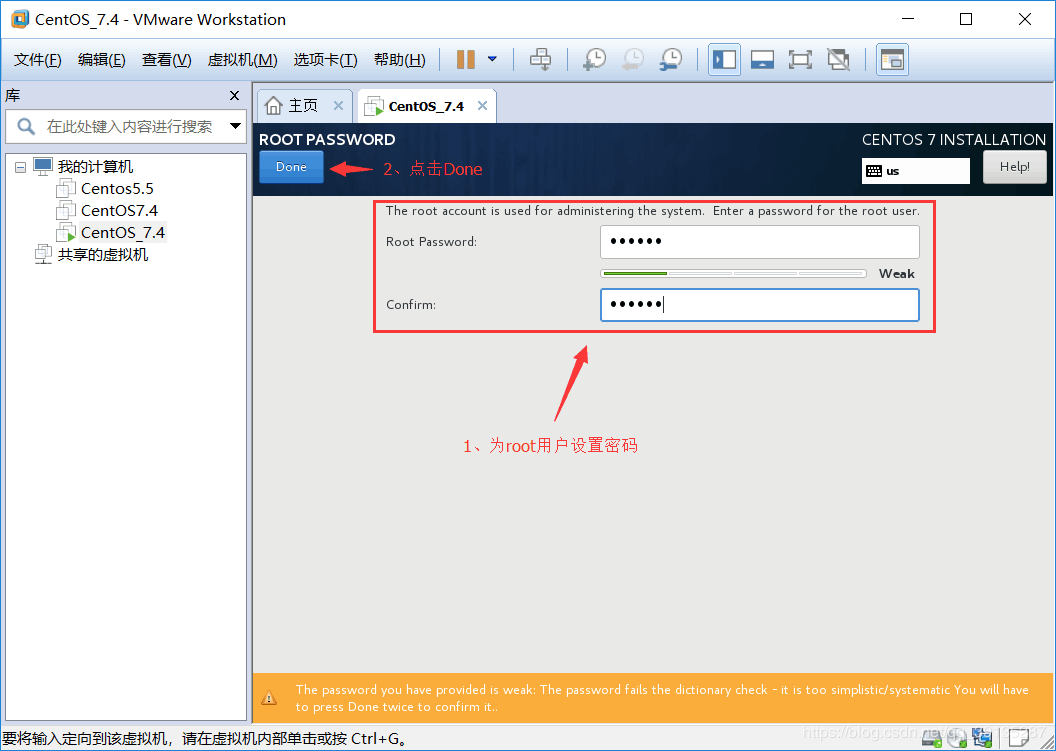 CentOS_7.4 - VMware Workstation
文件(F) 编辑(E) 查看(V) 虚拟机(M) 选项卡(T) 帮助(H)
库
在此处键入内容进行搜索
我的计算机
Centos5.5
CentOS7.4
CentOS_7.4
共享的虚拟机
主页 CentOS_7.4
ROOT PASSWORD
CENTOS 7 INSTALLATION
Done
2、点击Done
us
Help!
The root account is used for administering the system. Enter a password for the root user.
Root Password: ••••••
Weak
Confirm: ••••••
1、为root用户设置密码
The password you have provided is weak: The password fails the dictionary check - it is too simplistic/systematic You will have
to press Done twice to confirm it..
要将输入定向到该虚拟机，请在虚拟机内部单击或按 Ctrl+G。